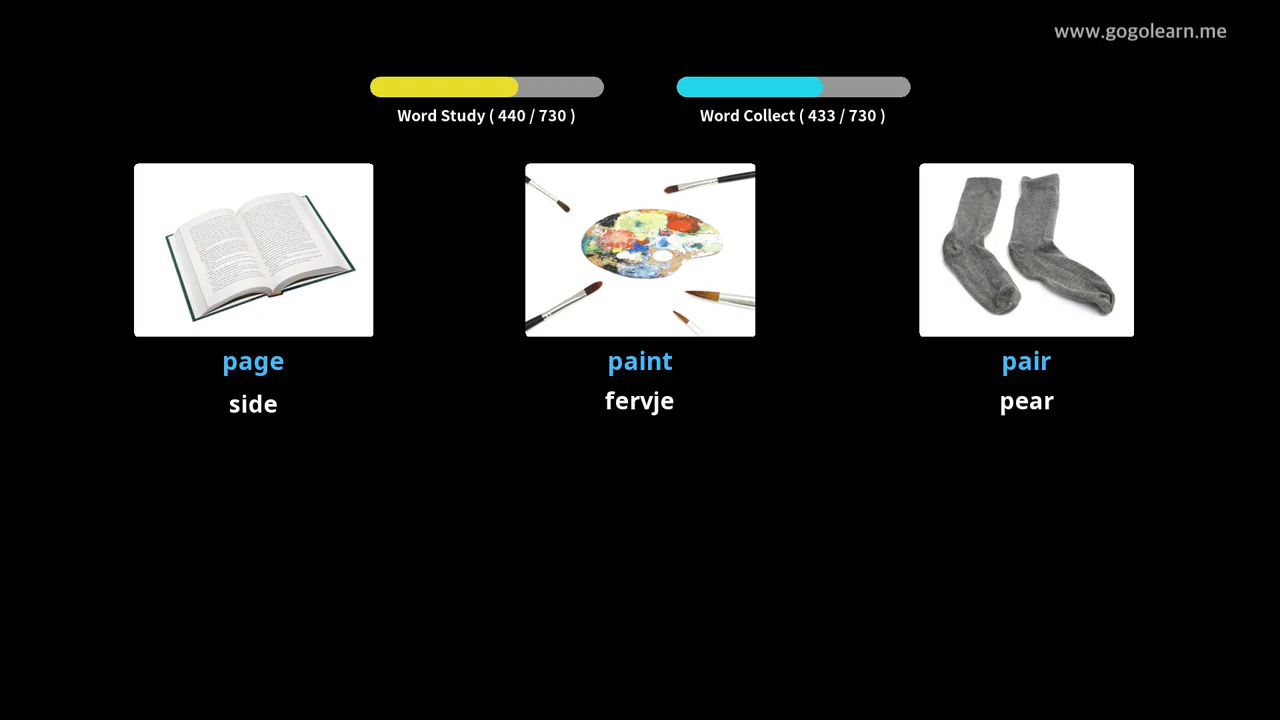 www.gogolearn.me
Word Study ( 440 / 730 )
Word Collect ( 433 / 730 )
page
paint
pair
side
fervje
pear